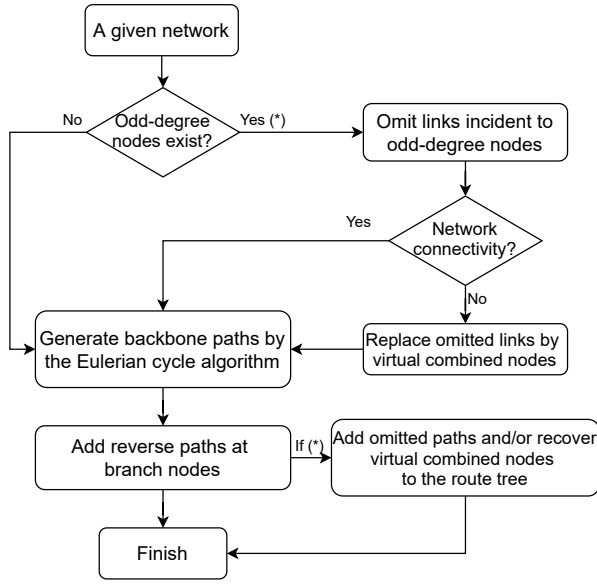 A given network
No
Odd-degree
nodes exist?
Yes (*)
Omit links incident to
odd-degree nodes
Yes
Network
connectivity?
No
Generate backbone paths by
the Eulerian cycle algorithm
Replace omitted links by
virtual combined nodes
Add reverse paths at
branch nodes
If (*)
Add omitted paths and/or recover
virtual combined nodes
to the route tree
Finish